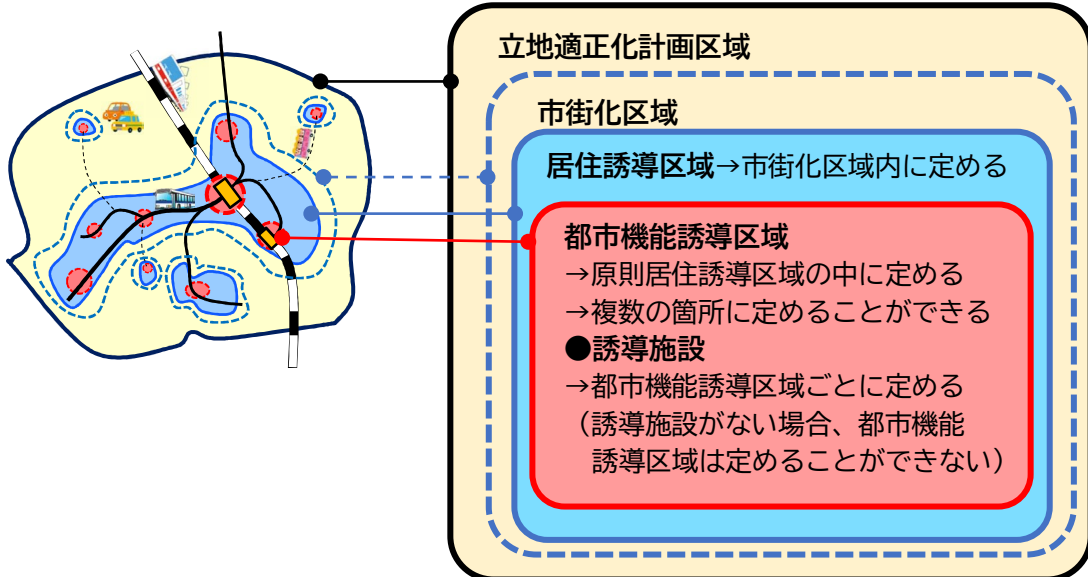 立地適正化計画区域
市街化区域
居住誘導区域→市街化区域内に定める
都市機能誘導区域
→原則居住誘導区域の中に定める
→複数の箇所に定めることができる
●誘導施設
→都市機能誘導区域ごとに定める
（誘導施設がない場合、都市機能
誘導区域は定めることができない）